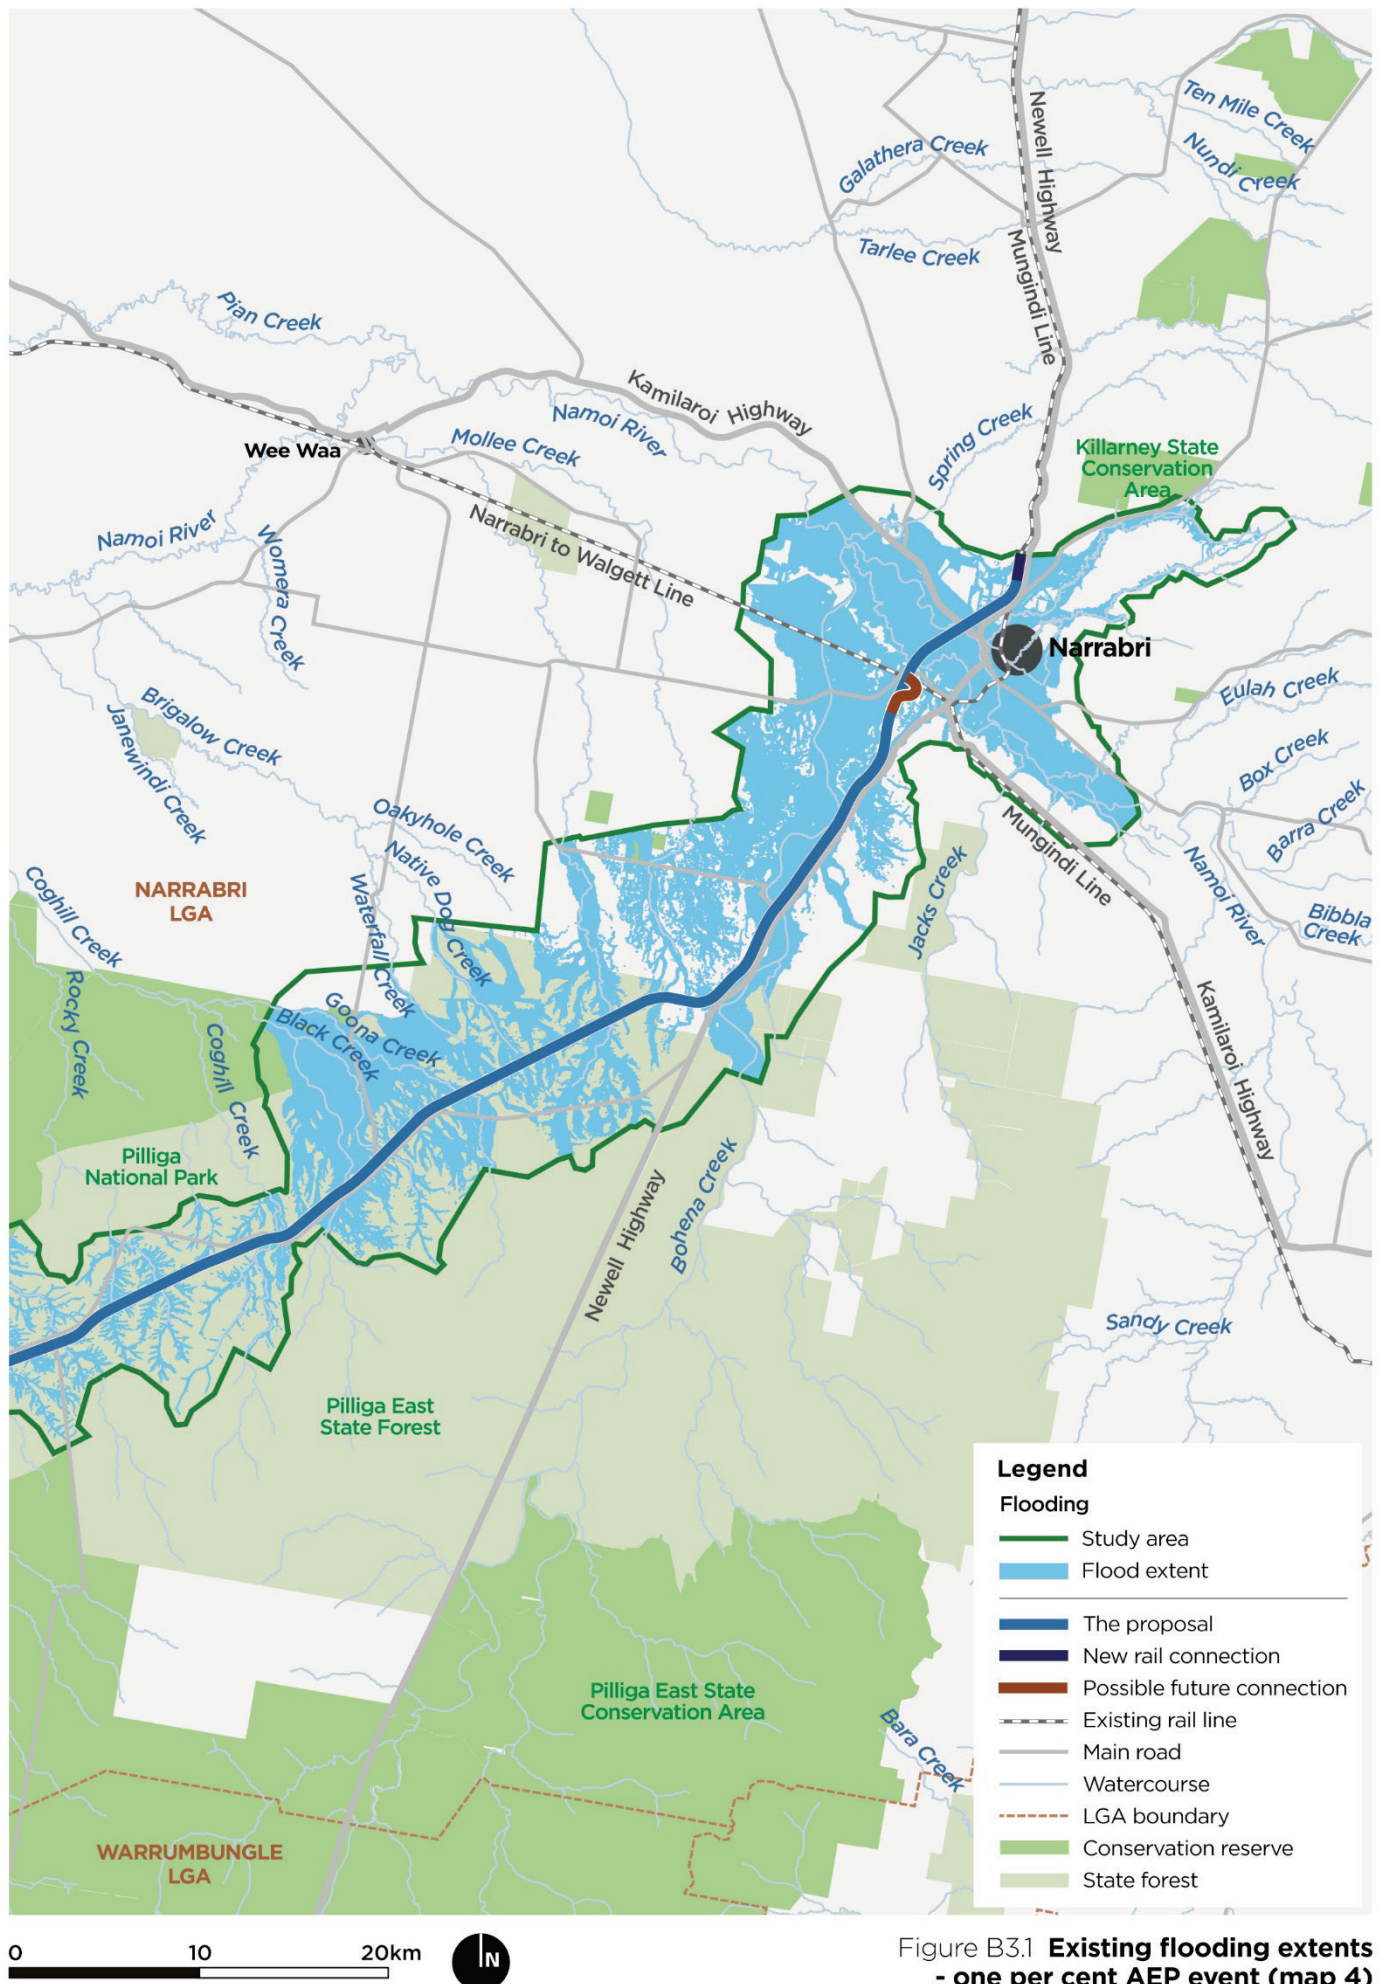 Ten Mile Creek
Nundi Creek
Newell Highway
Galathera Creek
Tarlee Creek
Mungindi Line
Pian Creek
Kamilaroi Highway
Namoi River
Mollee Creek
Wee Waa
Spring Creek
Killarney State
Conservation
Area
Narrabri to Walgett Line
Namoi River
Womera Creek
Narrabri
Eulah Creek
Box Creek
Barra Creek
Brigalow Creek
Janewindi Creek
Oakyhole Creek
Native Dog Creek
Waterfall Creek
Mungindi Line
Jacks Creek
Namoi River
Bibbla
Creek
Coghill Creek
NARRABRI
LGA
Rocky Creek
Coghill Creek
Goona Creek
Black Creek
Kamilaroi Highway
Pilliga
National Park
Newell Highway
Bohena Creek
Sandy Creek
Pilliga East
State Forest
Pilliga East State
Conservation Area
Bara Creek
WARRUMBUNGLE
LGA
Legend
Flooding
Study area
Flood extent
The proposal
New rail connection
Possible future connection
Existing rail line
Main road
Watercourse
LGA boundary
Conservation reserve
State forest
0 10 20km
N
Figure B3.1 Existing flooding extents
- one per cent AEP event (map 4)